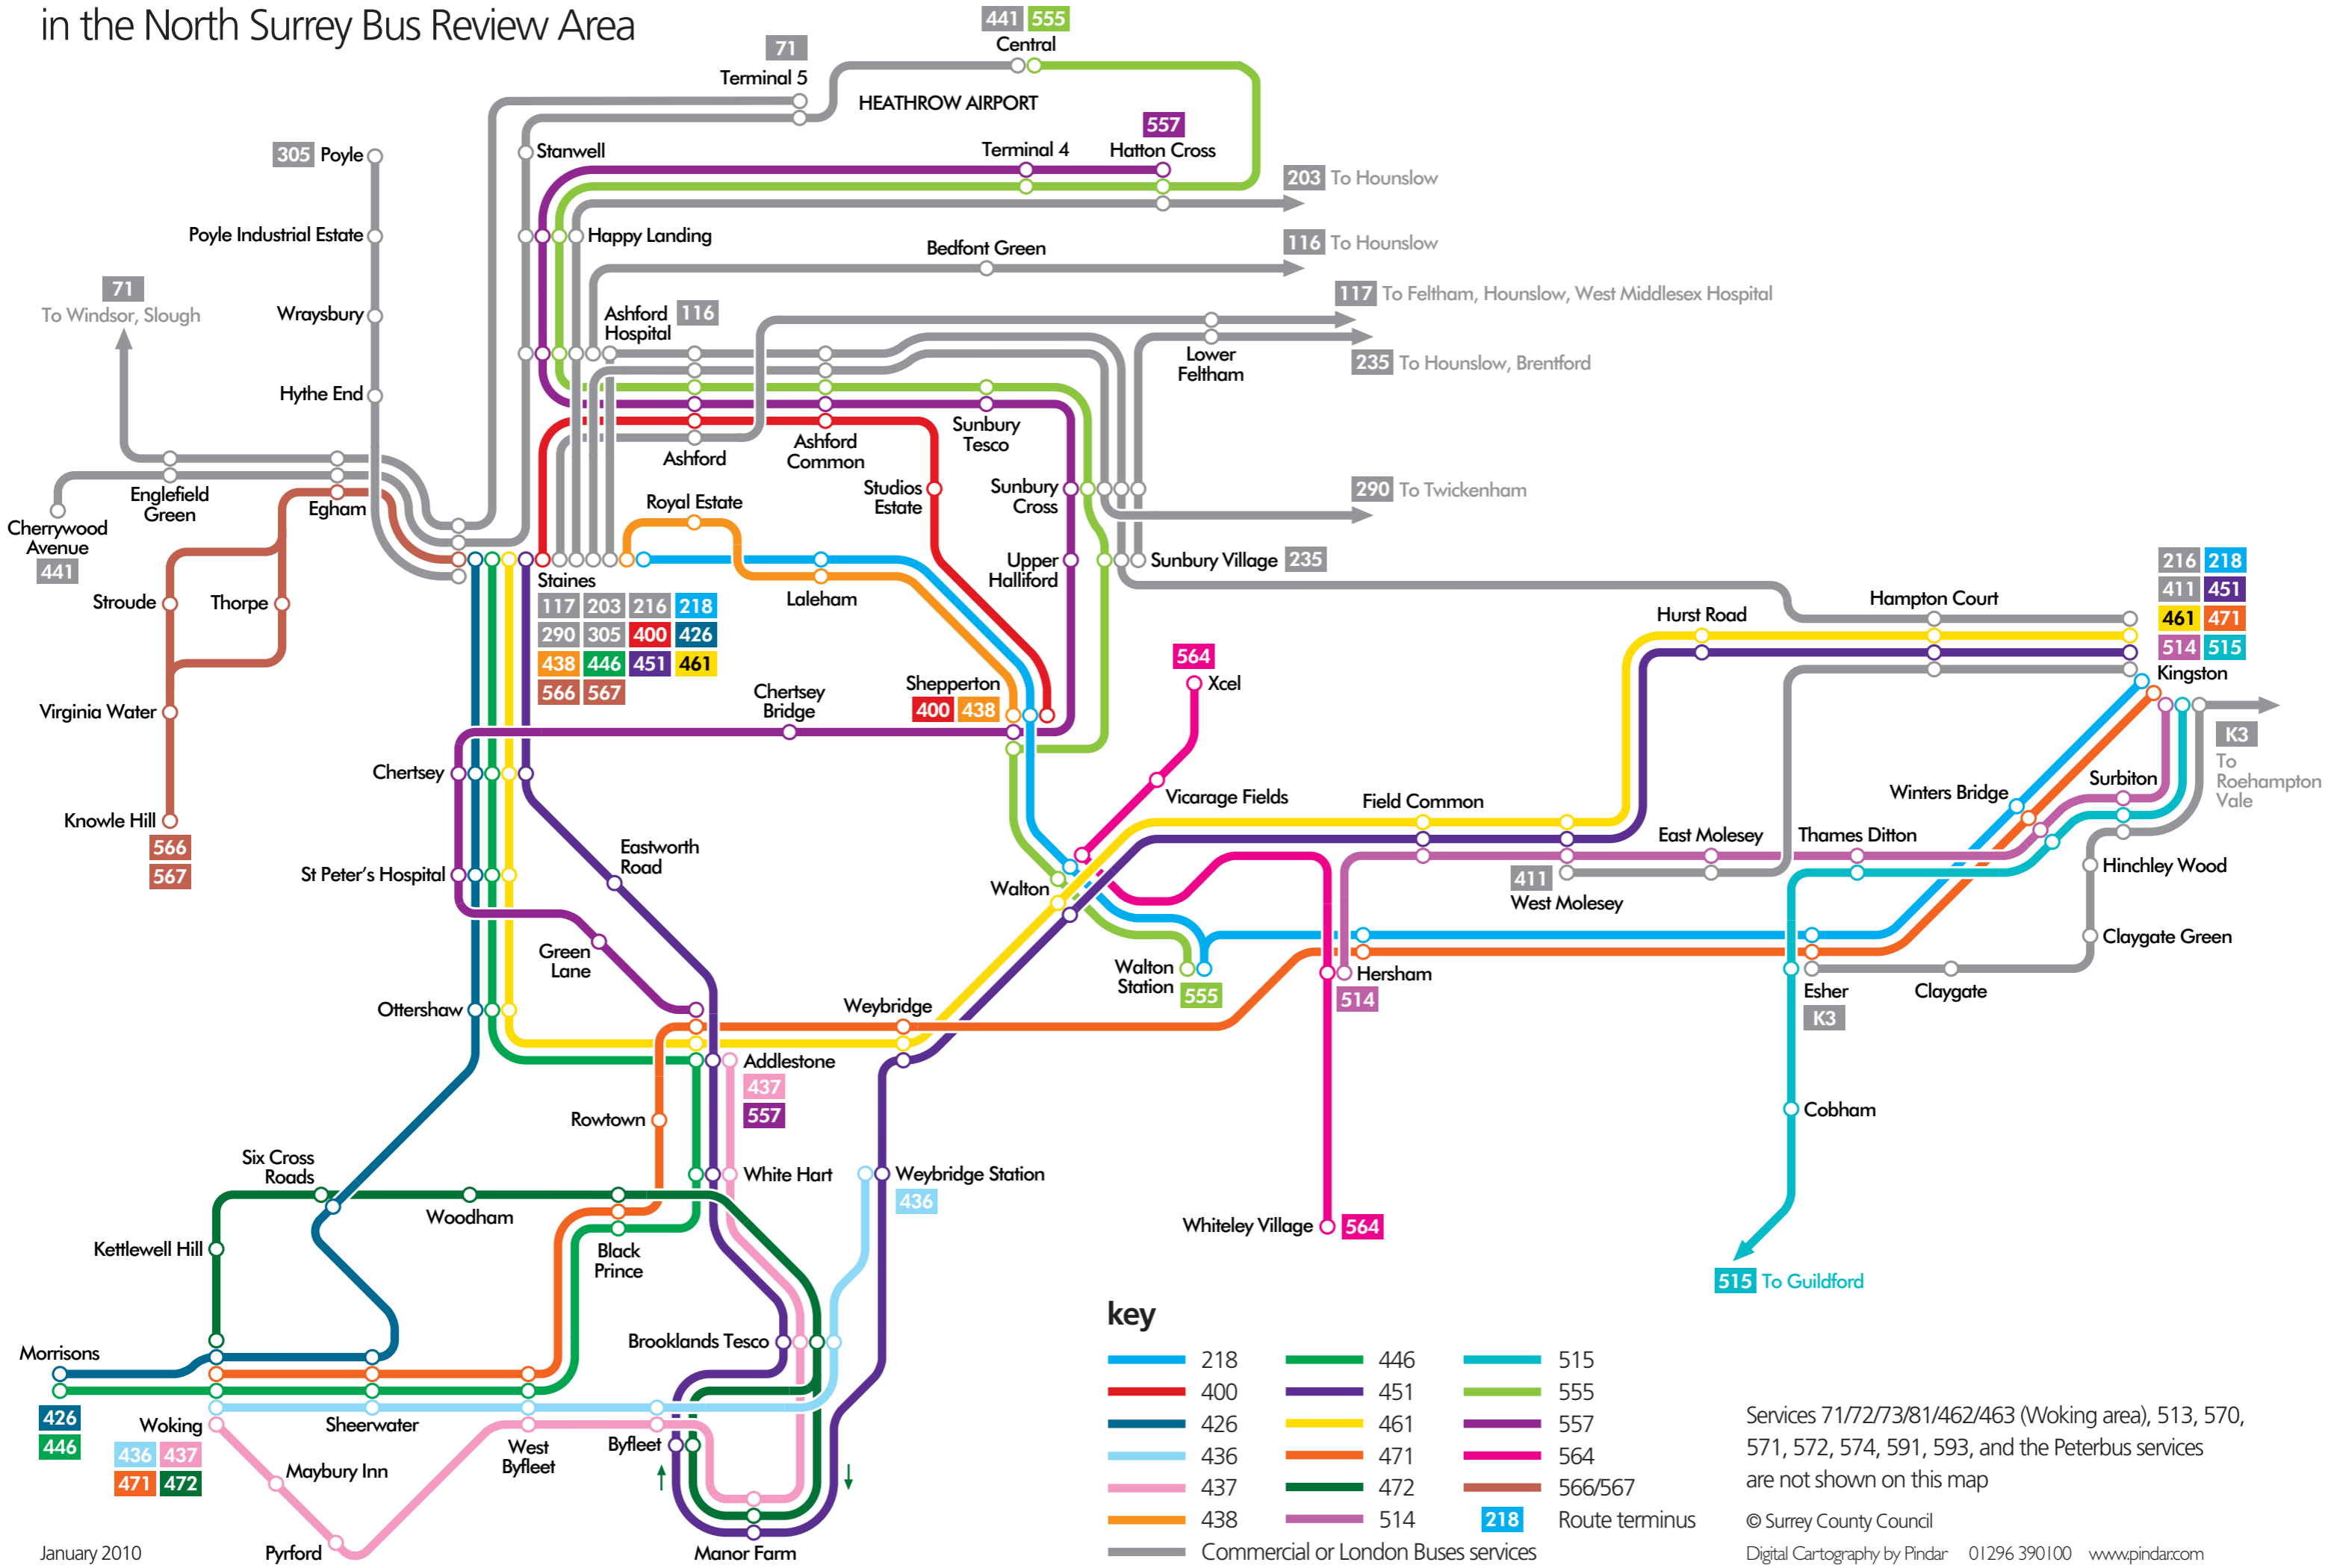 in the North Surrey Bus Review Area
441 555
Central
71
Terminal 5
HEATHROW AIRPORT
557
Terminal 4
Hatton Cross
Stanwell
305 Poyle
203 To Hounslow
Poyle Industrial Estate
Happy Landing
Bedfont Green
116 To Hounslow
71
To Windsor, Slough
117 To Feltham, Hounslow, West Middlesex Hospital
Wraysbury
Ashford
Hospital
116
Lower
Feltham
235 To Hounslow, Brentford
Hythe End
Sunbury
Tesco
Ashford
Ashford
Common
Englefield
Green
Egham
Royal Estate
Studios
Estate
Sunbury
Cross
290 To Twickenham
Cherrywood
Avenue
441
Upper
Halliford
Sunbury Village 235
Staines
117 203 216 218
290 305 400 426
438 446 451 461
566 567
Laleham
Stroude
Thorpe
Hurst Road
Hampton Court
216 218
411 451
461 471
514 515
Kingston
564
Xcel
Shepperton
400 438
Chertsey
Bridge
Virginia Water
K3
To
Roehampton
Vale
Chertsey
Vicarage Fields
Field Common
Winters Bridge
Surbiton
Knowle Hill
566
567
Eastworth
Road
East Molesey
Thames Ditton
St Peter's Hospital
Walton
411
West Molesey
Hinchley Wood
Green
Lane
Claygate Green
Walton
Station
555
Hersham
514
Esher
K3
Claygate
Ottershaw
Weybridge
Addlestone
437
557
Rowtown
Cobham
Six Cross
Roads
White Hart
Weybridge Station
436
Woodham
Whiteley Village 564
Kettlewell Hill
Black
Prince
515 To Guildford
Brooklands Tesco
Morrisons
426
446
Woking
436 437
471 472
Sheerwater
West
Byfleet
Byfleet
Maybury Inn
Pyrford
Manor Farm
key
218
400
426
436
437
438
446
451
461
471
472
514
515
555
557
564
566/567
218 Route terminus
Commercial or London Buses services
Services 71/72/73/81/462/463 (Woking area), 513, 570,
571, 572, 574, 591, 593, and the Peterbus services
are not shown on this map
© Surrey County Council
Digital Cartography by Pindar 01296 390100 www.pindar.com
January 2010